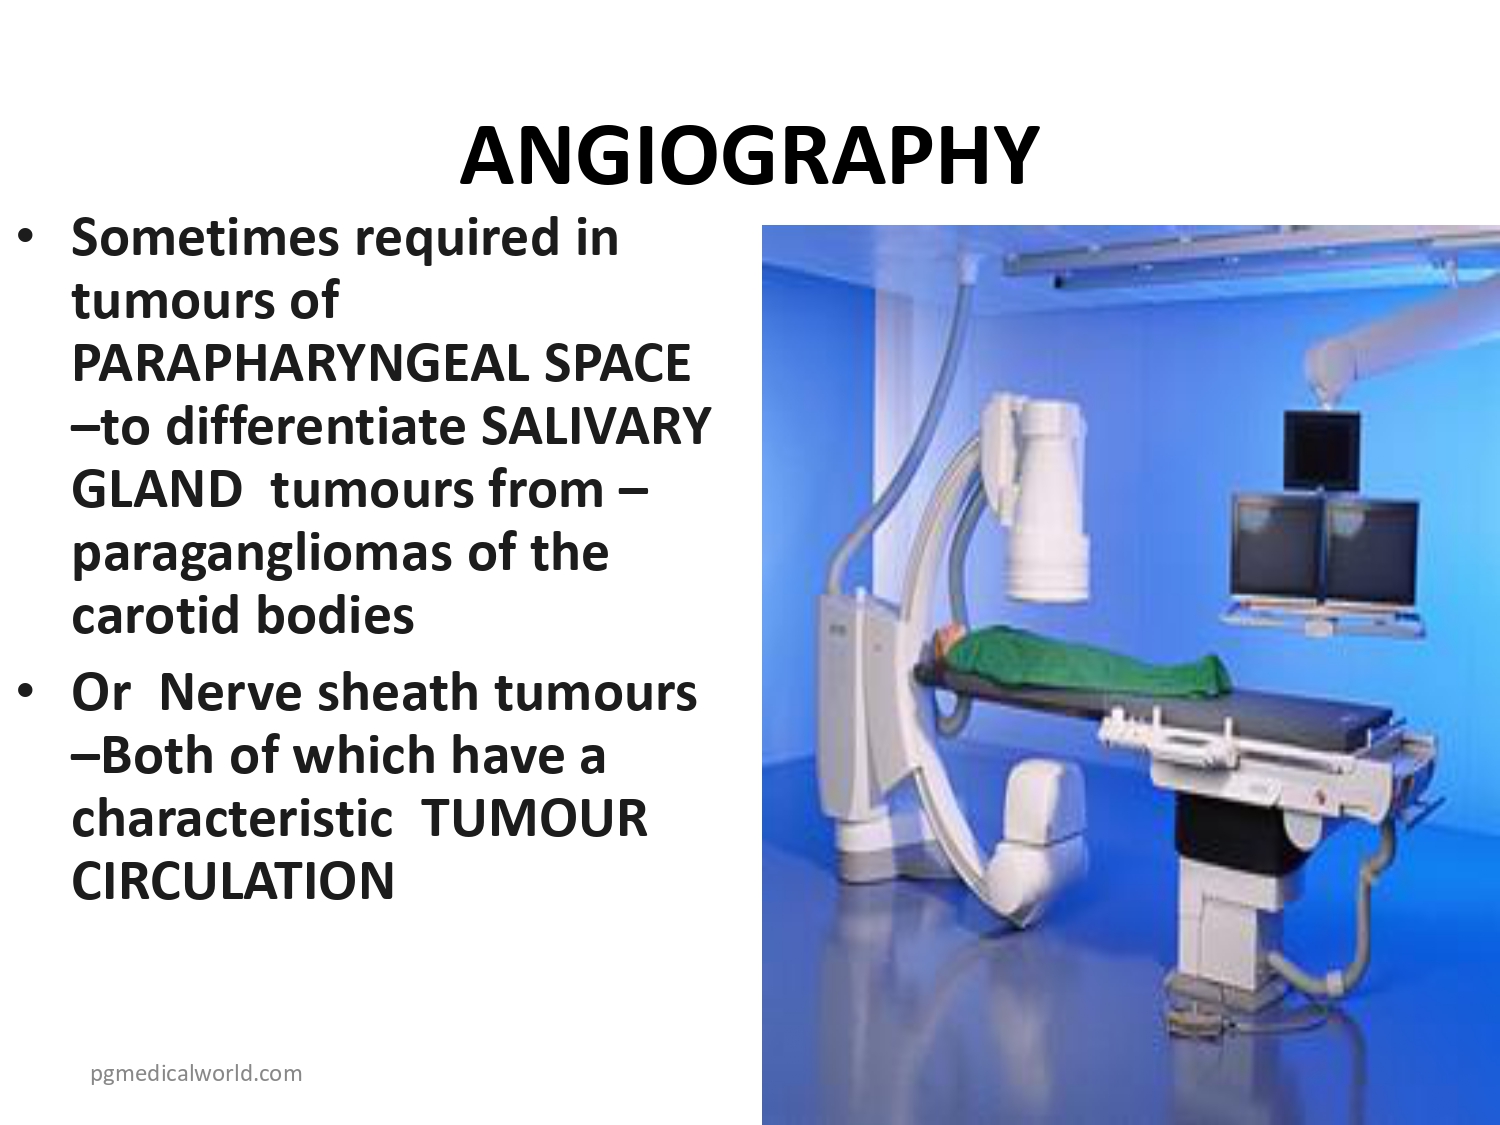 ANGIOGRAPHY
• Sometimes required in
tumours of
PARAPHARYNGEAL SPACE
–to differentiate SALIVARY
GLAND  tumours from –
paragangliomas of the
carotid bodies
• Or  Nerve sheath tumours
–Both of which have a
characteristic  TUMOUR
CIRCULATION
pgmedicalworld.com